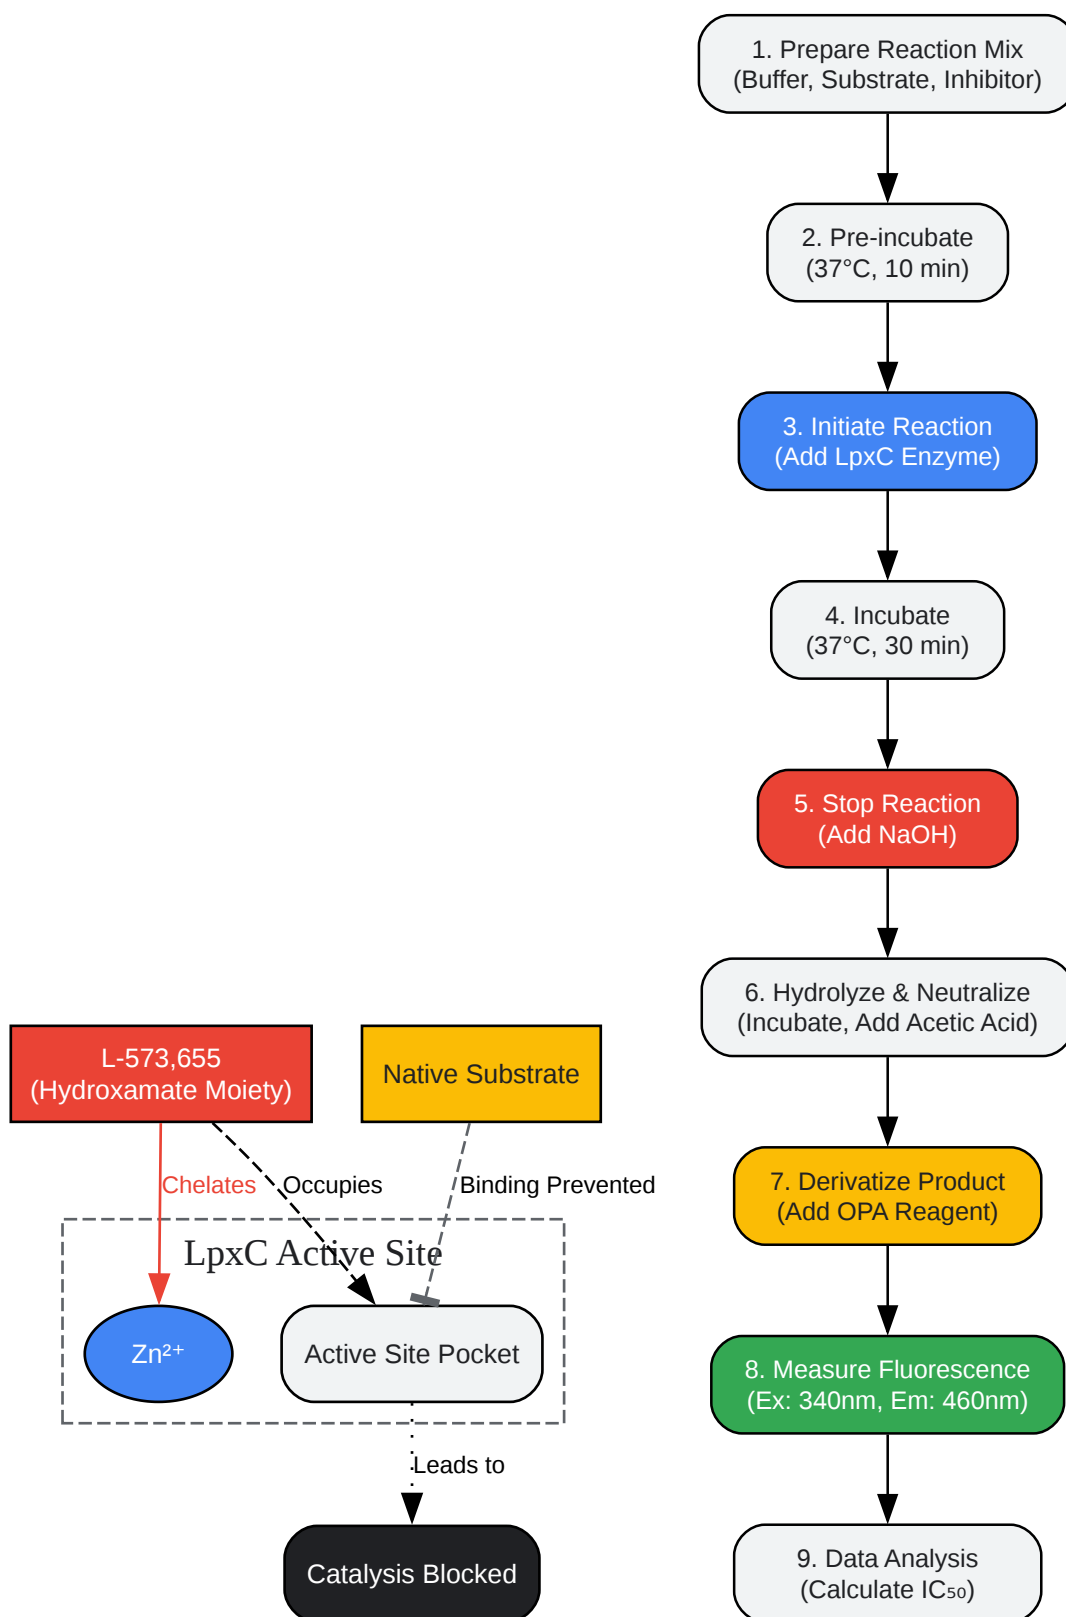 1. Prepare Reaction Mix
(Buffer, Substrate, Inhibitor)
2. Pre-incubate
(37°C, 10 min)
3. Initiate Reaction
(Add LpxC Enzyme)
4. Incubate
(37°C, 30 min)
5. Stop Reaction
(Add NaOH)
6. Hydrolyze & Neutralize
(Incubate, Add Acetic Acid)
7. Derivatize Product
(Add OPA Reagent)
8. Measure Fluorescence
(Ex: 340nm, Em: 460nm)
9. Data Analysis
(Calculate IC₅₀)
L-573,655
(Hydroxamate Moiety)
Native Substrate
Chelates
Occupies
Binding Prevented
LpxC Active Site
Zn²⁺
Active Site Pocket
Leads to
Catalysis Blocked